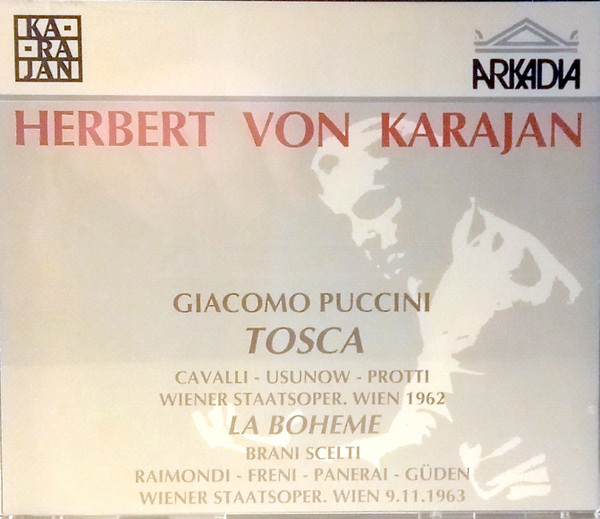 KA-
-RA-
JAN
ARKADIA
HERBERT VON KARAJAN
GIACOMO PUCCINI
TOSCA
CAVALLI - USUNOW - PROTTI
WIENER STAATSOPER. WIEN 1962
LA BOHEME
BRANI SCELTI
RAIMONDI - FRENI - PANERAI - GÜDEN
WIENER STAATSOPER. WIEN 9.11.1963